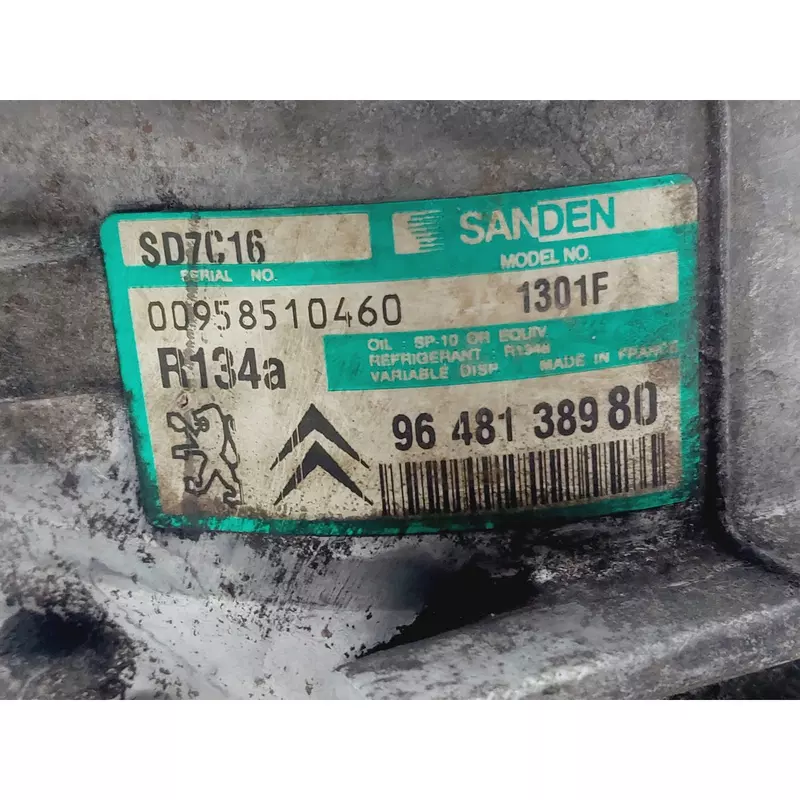 SD7C16 SANDEN
SERIAL NO. MODEL NO.
00958510460 1301F
R134a OIL : SP-10 OR EQUIV.
REFRIGERANT : R134a
VARIABLE DISP. MADE IN FRANCE
96 481 389 80